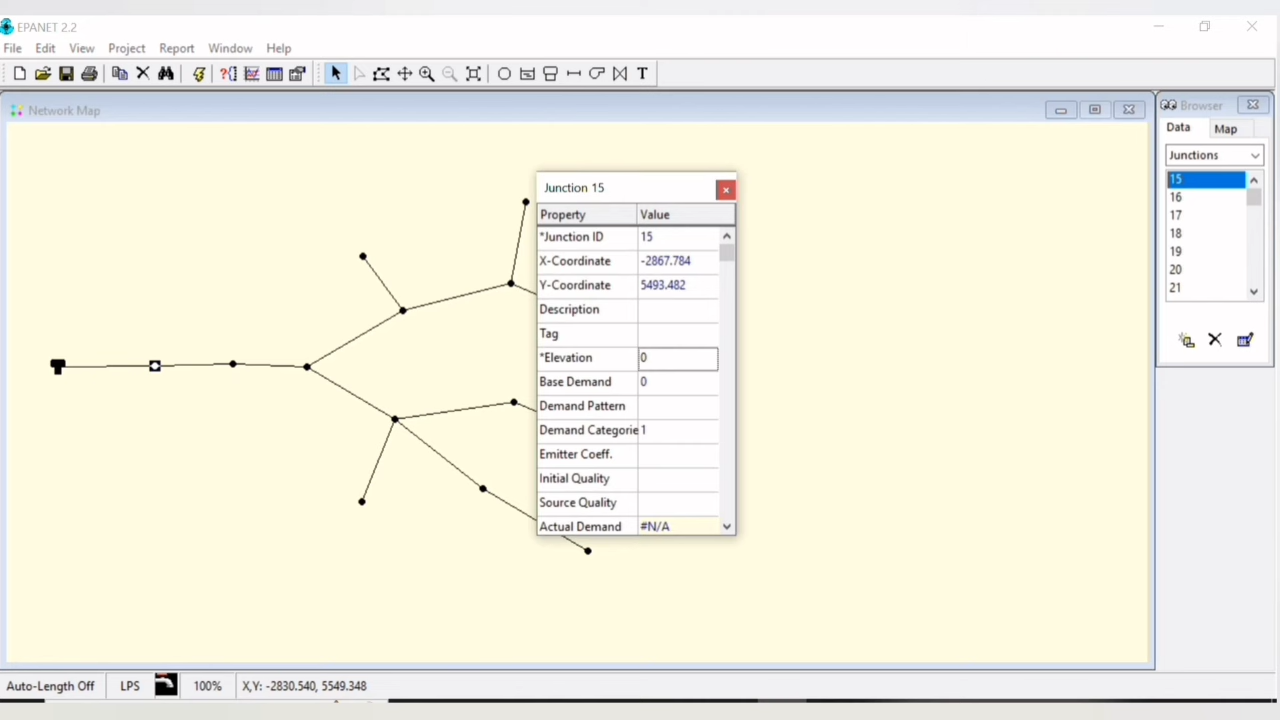 EPANET 2.2
File Edit View Project Report Window Help
T
Network Map
Browser
Data Map
Junctions
15
16
17
18
19
20
21
Junction 15
Property Value
*Junction ID 15
X-Coordinate -2867.784
Y-Coordinate 5493.482
Description
Tag
*Elevation 0
Base Demand 0
Demand Pattern
Demand Categorie 1
Emitter Coeff.
Initial Quality
Source Quality
Actual Demand #N/A
Auto-Length Off LPS 100% X,Y: -2830.540, 5549.348